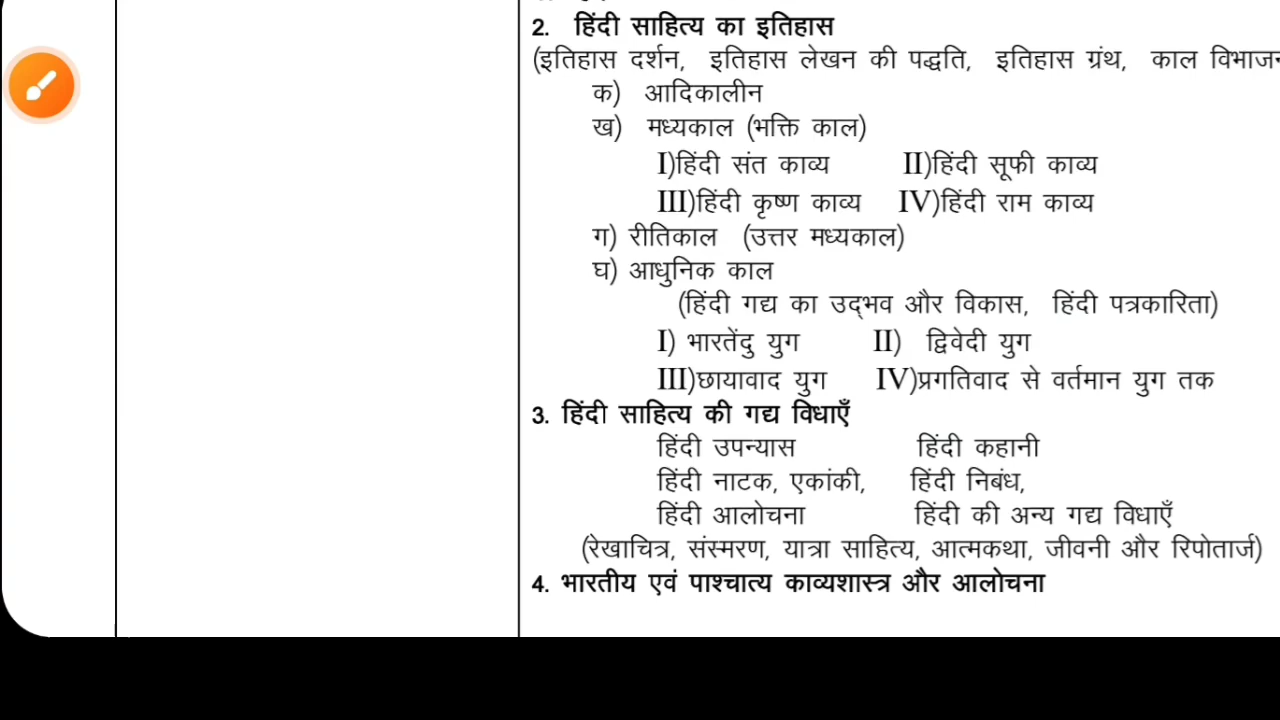 2. हिंदी साहित्य का इतिहास
(इतिहास दर्शन, इतिहास लेखन की पद्धति, इतिहास ग्रंथ, काल विभाजन
क) आदिकालीन
ख) मध्यकाल (भक्ति काल)
I)हिंदी संत काव्य II)हिंदी सूफी काव्य
III)हिंदी कृष्ण काव्य IV)हिंदी राम काव्य
ग) रीतिकाल (उत्तर मध्यकाल)
घ) आधुनिक काल
(हिंदी गद्य का उद्‌भव और विकास, हिंदी पत्रकारिता)
I) भारतेंदु युग II) द्विवेदी युग
III)छायावाद युग IV)प्रगतिवाद से वर्तमान युग तक
3. हिंदी साहित्य की गद्य विधाएँ
हिंदी उपन्यास हिंदी कहानी
हिंदी नाटक, एकांकी, हिंदी निबंध,
हिंदी आलोचना हिंदी की अन्य गद्य विधाएँ
(रेखाचित्र, संस्मरण, यात्रा साहित्य, आत्मकथा, जीवनी और रिपोतार्ज)
4. भारतीय एवं पाश्चात्य काव्यशास्त्र और आलोचना